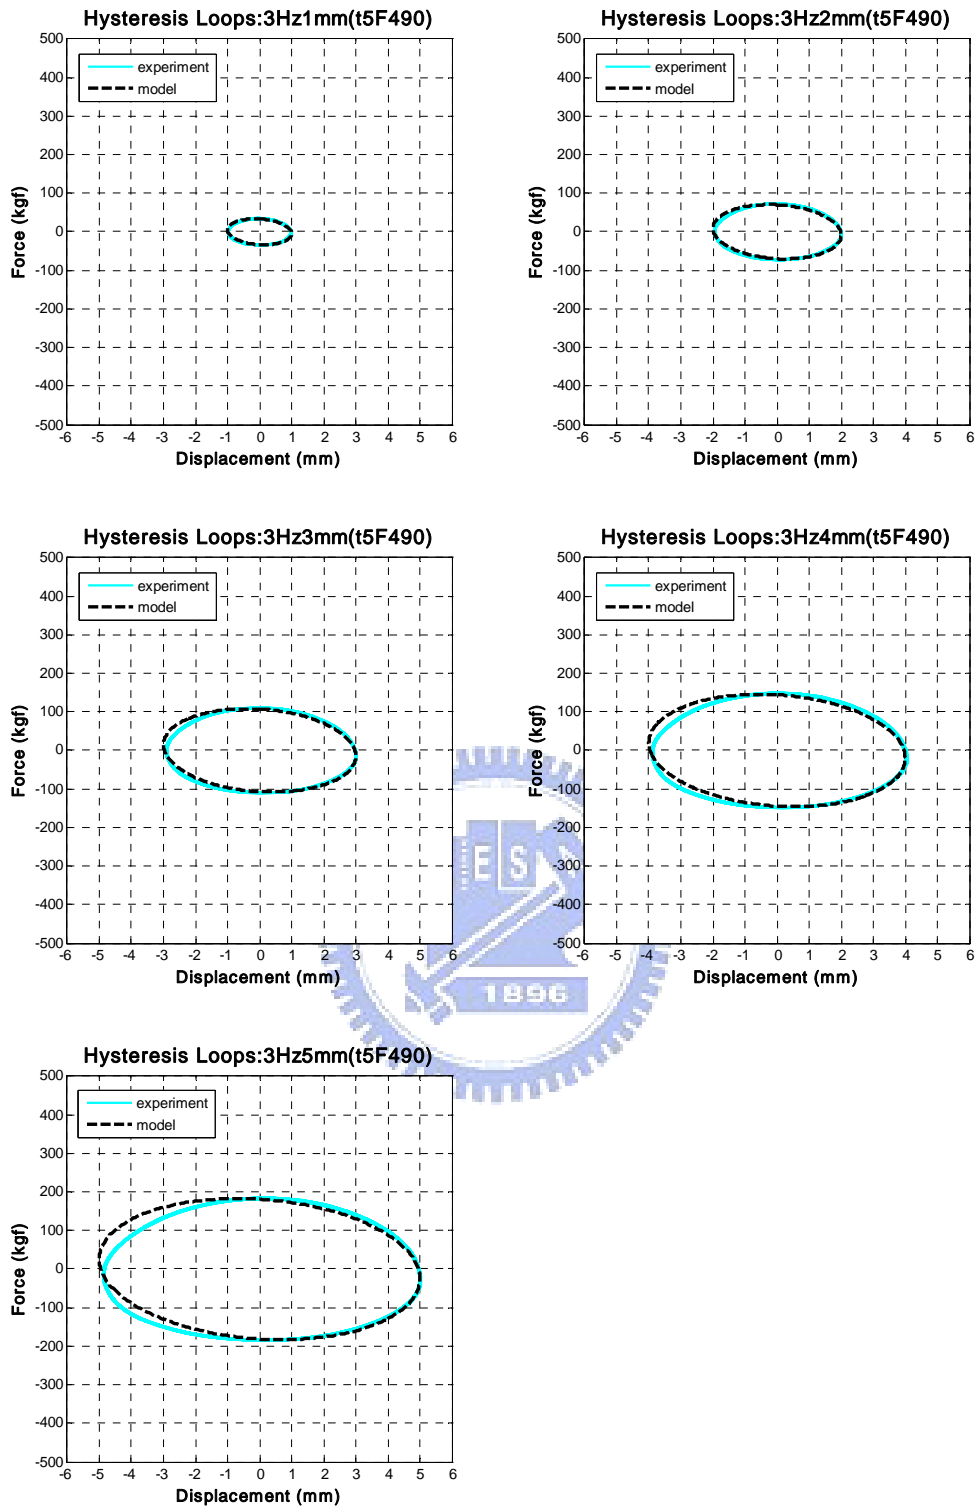 Hysteresis Loops:3Hz1mm(t5F490)
500
400
300
200
100
0
-100
-200
-300
-400
-500
Force (kgf)
experiment
model
-6 -5 -4 -3 -2 -1 0 1 2 3 4 5 6
Displacement (mm)
Hysteresis Loops:3Hz2mm(t5F490)
500
400
300
200
100
0
-100
-200
-300
-400
-500
Force (kgf)
experiment
model
-6 -5 -4 -3 -2 -1 0 1 2 3 4 5 6
Displacement (mm)
Hysteresis Loops:3Hz3mm(t5F490)
500
400
300
200
100
0
-100
-200
-300
-400
-500
Force (kgf)
experiment
model
-6 -5 -4 -3 -2 -1 0 1 2 3 4 5 6
Displacement (mm)
Hysteresis Loops:3Hz4mm(t5F490)
500
400
300
200
100
0
-100
-200
-300
-400
-500
Force (kgf)
experiment
model
-6 -5 -4 -3 -2 -1 0 1 2 3 4 5 6
Displacement (mm)
ES
1896
Hysteresis Loops:3Hz5mm(t5F490)
500
400
300
200
100
0
-100
-200
-300
-400
-500
Force (kgf)
experiment
model
-6 -5 -4 -3 -2 -1 0 1 2 3 4 5 6
Displacement (mm)